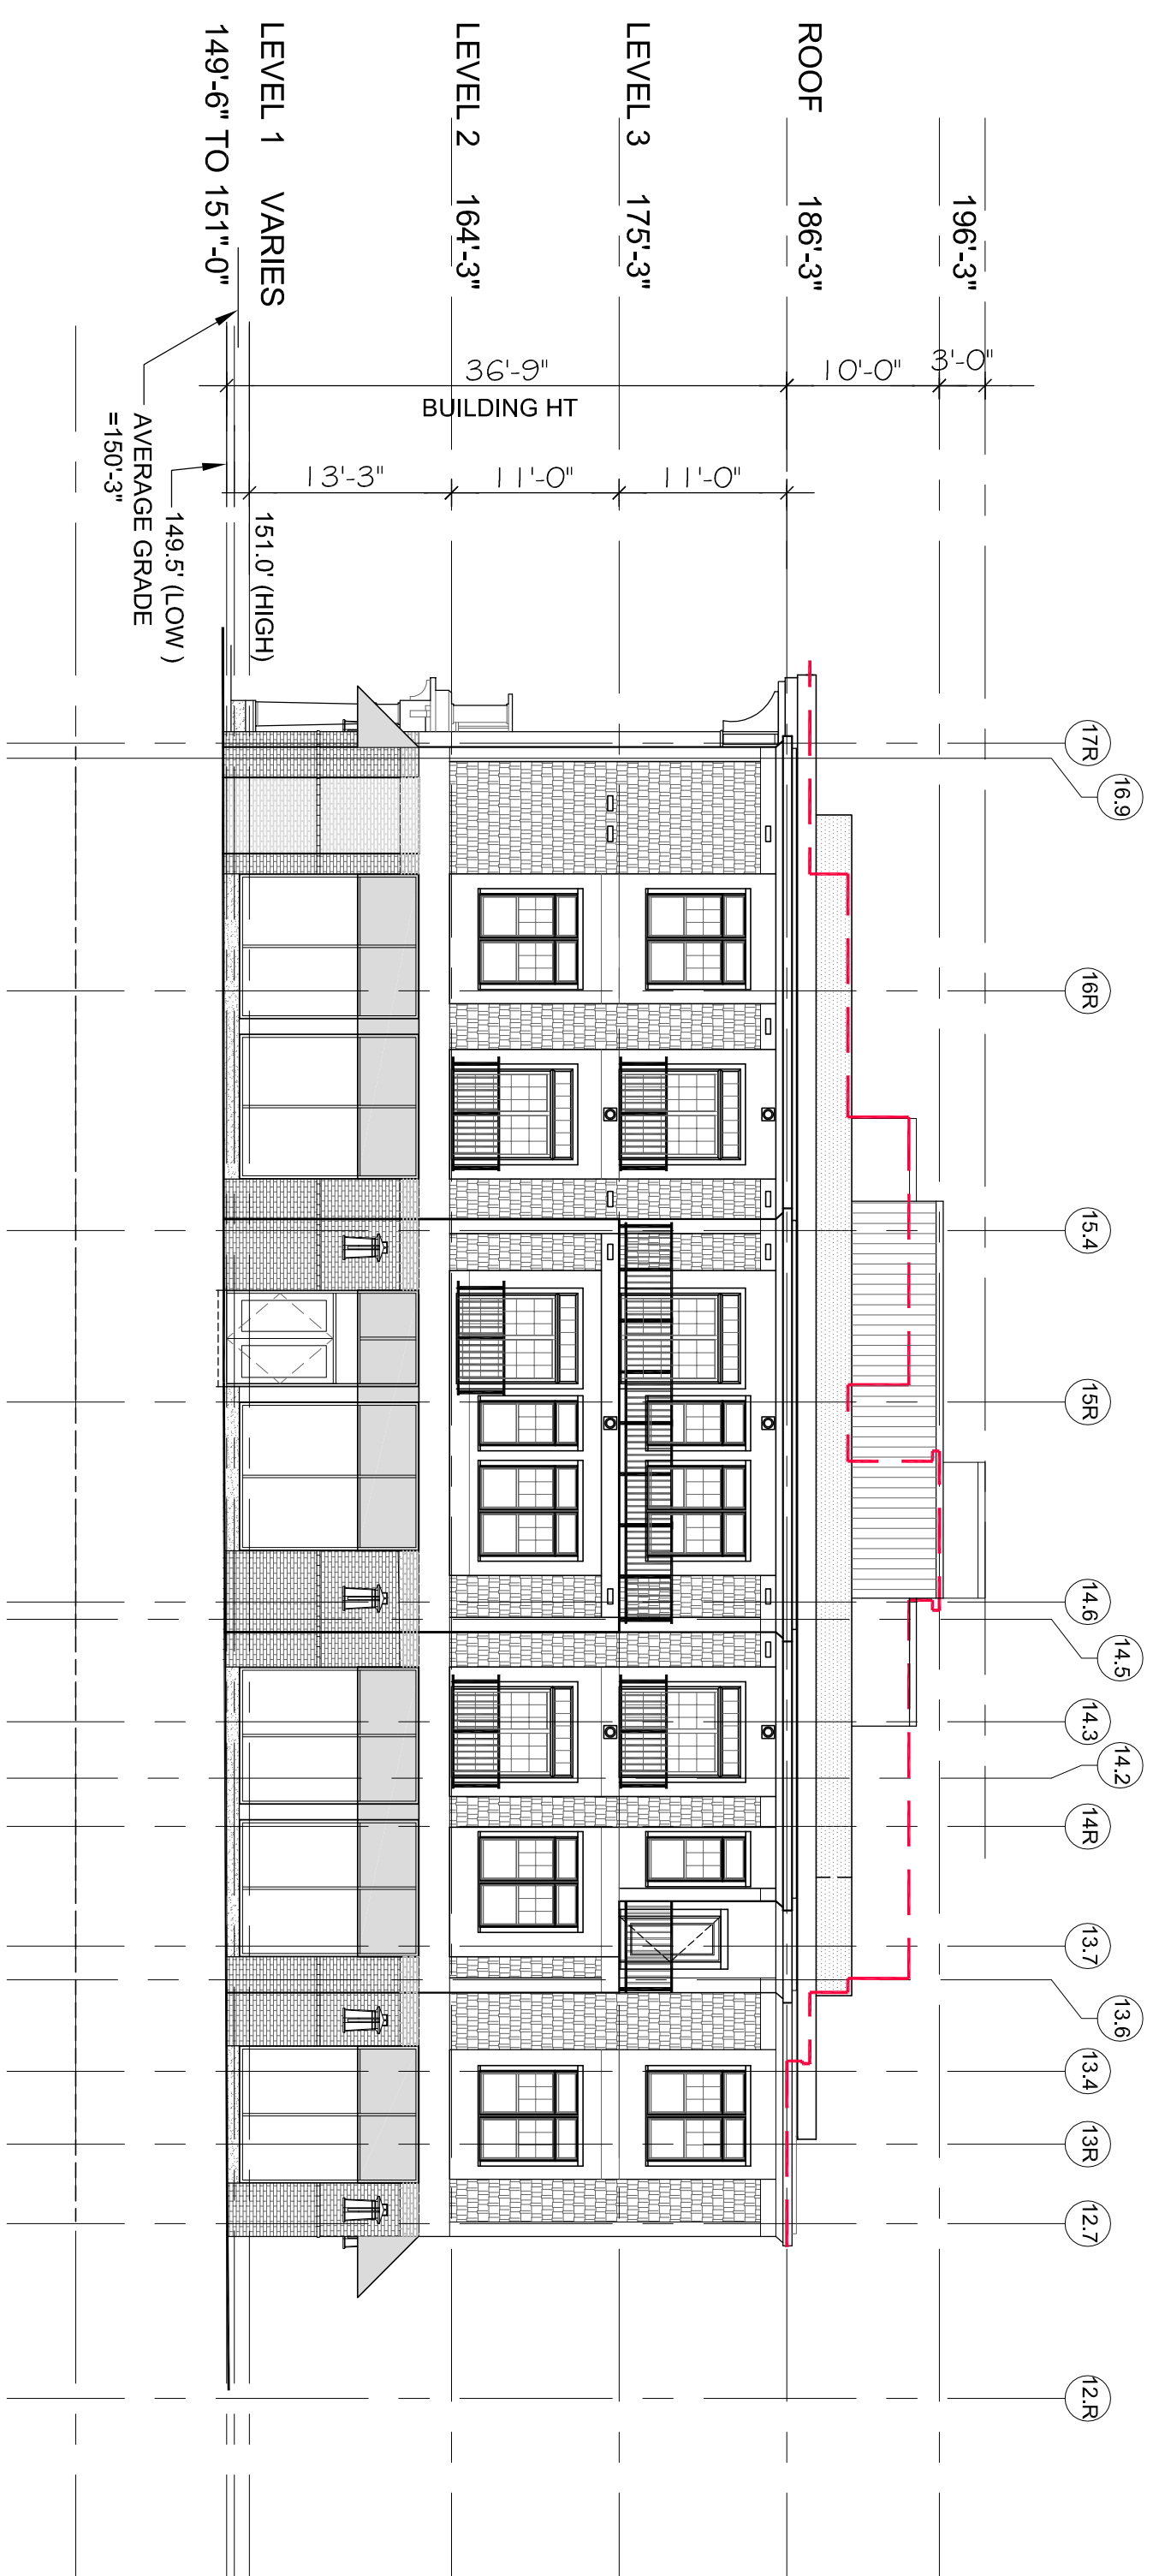 17R
16.9
16R
15.4
15R
14.6
14.5
14.3
14.2
14R
13.7
13.6
13.4
13R
12.7
12.R
196'-3"
3'-0"
10'-0"
ROOF 186'-3"
11'-0"
LEVEL 3 175'-3"
36'-9"
BUILDING HT
11'-0"
LEVEL 2 164'-3"
13'-3"
LEVEL 1 VARIES
149'-6" TO 151"-0"
151.0' (HIGH)
149.5' (LOW )
AVERAGE GRADE
=150'-3"